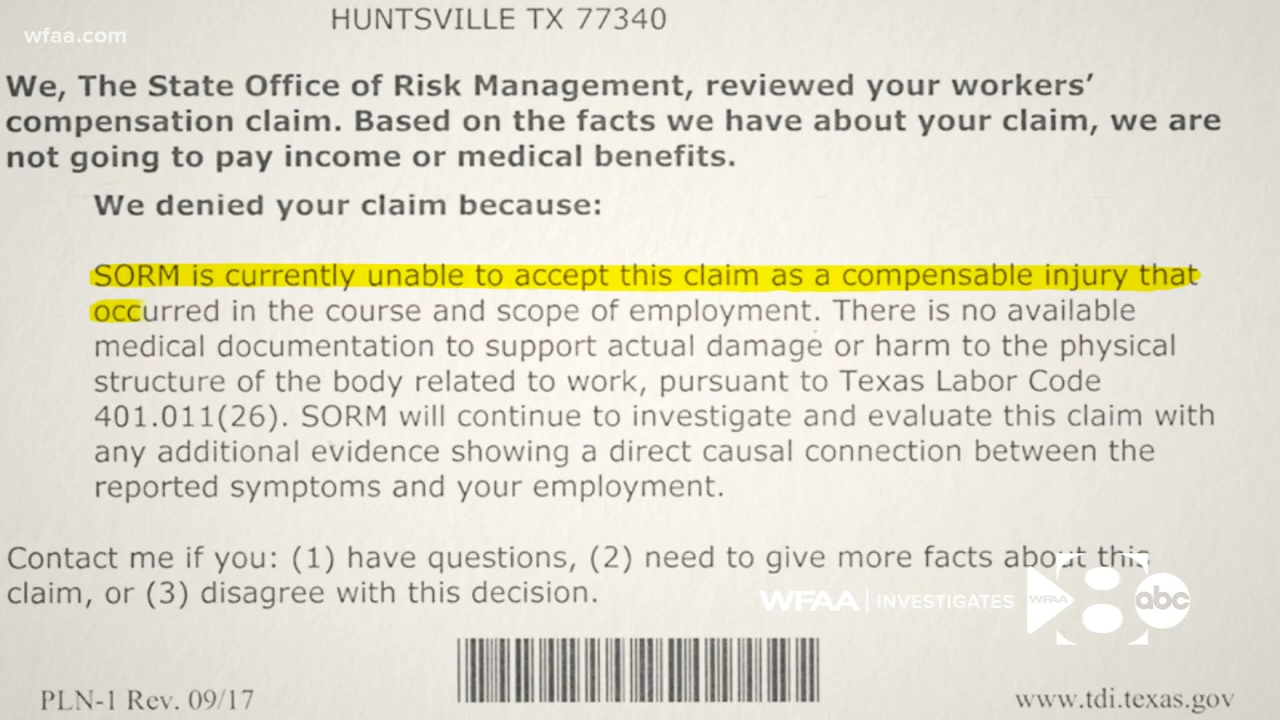 HUNTSVILLE TX 77340
wfaa.com
We, The State Office of Risk Management, reviewed your workers’
compensation claim. Based on the facts we have about your claim, we are
not going to pay income or medical benefits.
We denied your claim because:
SORM is currently unable to accept this claim as a compensable injury that
occurred in the course and scope of employment. There is no available
medical documentation to support actual damage or harm to the physical
structure of the body related to work, pursuant to Texas Labor Code
401.011(26). SORM will continue to investigate and evaluate this claim with
any additional evidence showing a direct causal connection between the
reported symptoms and your employment.
Contact me if you: (1) have questions, (2) need to give more facts about this
claim, or (3) disagree with this decision.
WFAA | INVESTIGATES
WFAA 8 abc
PLN-1 Rev. 09/17
www.tdi.texas.gov